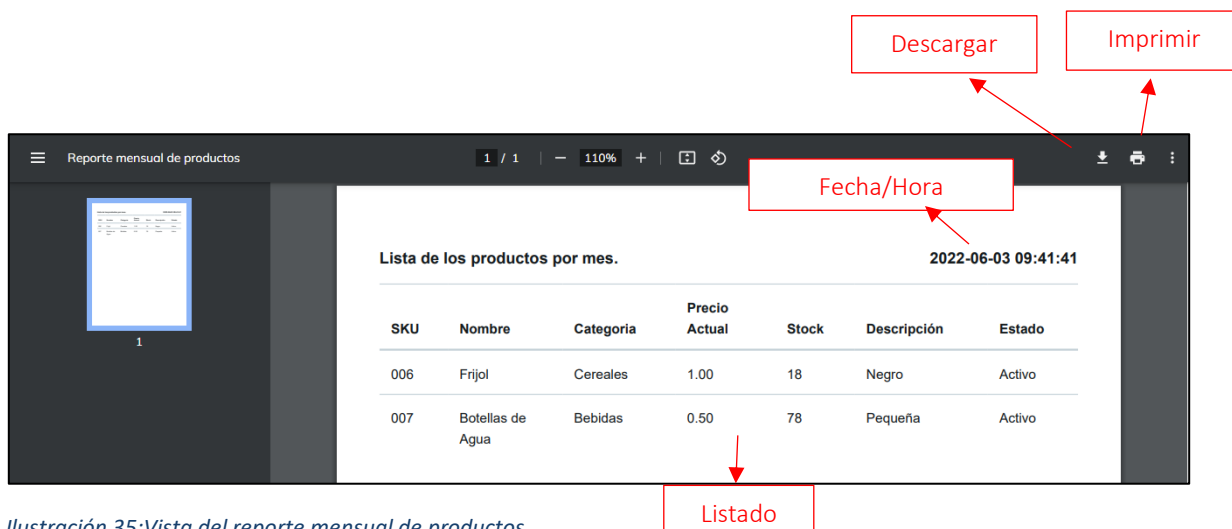 Descargar
Imprimir
Reporte mensual de productos
1 / 1
110%
Fecha/Hora
Lista de los productos por mes.
2022-06-03 09:41:41
SKU Nombre Categoria Precio Actual Stock Descripción Estado
006 Frijol Cereales 1.00 18 Negro Activo
007 Botellas de Agua Bebidas 0.50 78 Pequeña Activo
1
Listado
Ilustración 35:Vista del reporte mensual de productos